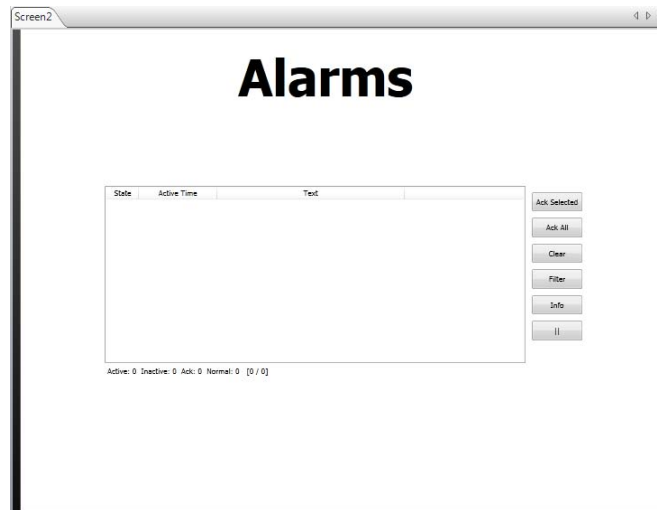 Screen2
Alarms
State Active Time Text
Ack Selected
Ack All
Clear
Filter
Info
||
Active: 0 Inactive: 0 Ack: 0 Normal: 0 [0 / 0]